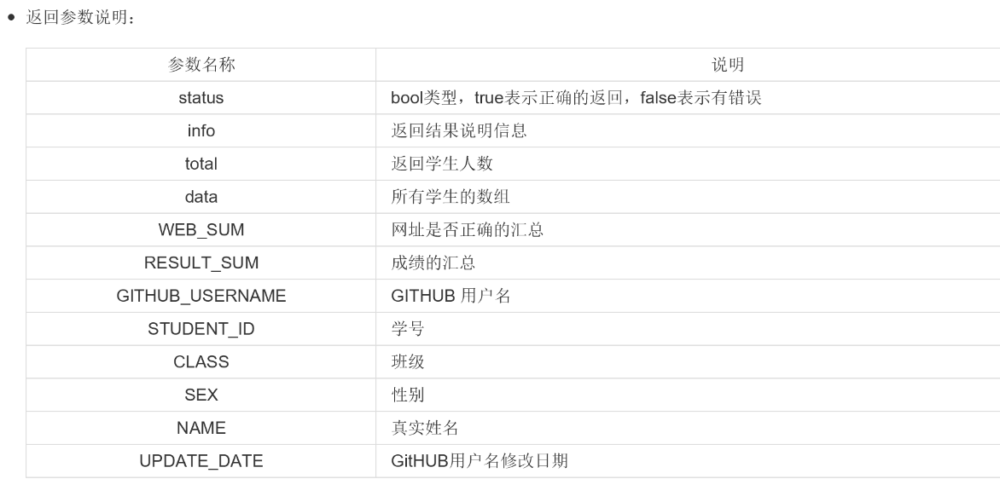 • 返回参数说明：
参数名称 说明
status bool类型，true表示正确的返回，false表示有错误
info 返回结果说明信息
total 返回学生人数
data 所有学生的数组
WEB_SUM 网址是否正确的汇总
RESULT_SUM 成绩的汇总
GITHUB_USERNAME GITHUB 用户名
STUDENT_ID 学号
CLASS 班级
SEX 性别
NAME 真实姓名
UPDATE_DATE GitHUB用户名修改日期